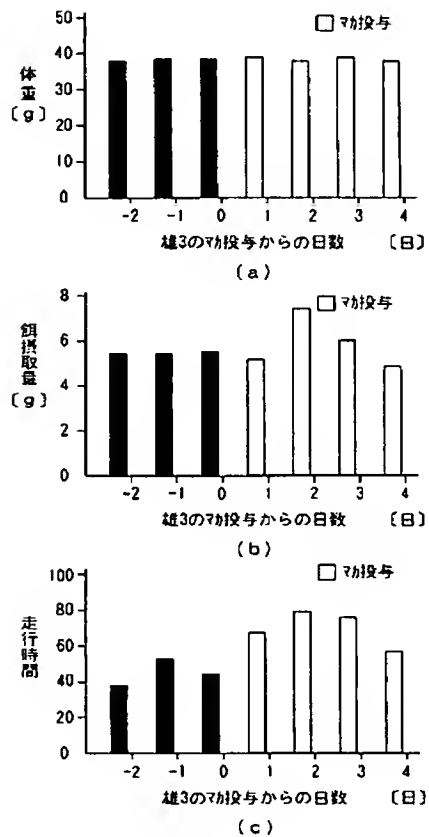 体重
〔g〕
50
40
30
20
10
0
□マカ投与
-2 -1 0 1 2 3 4
雄3のマカ投与からの日数 〔日〕
(a)
餌摂取量
〔g〕
8
6
4
2
0
□マカ投与
-2 -1 0 1 2 3 4
雄3のマカ投与からの日数 〔日〕
(b)
走行時間
100
80
60
40
20
0
□マカ投与
-2 -1 0 1 2 3 4
雄3のマカ投与からの日数 〔日〕
(c)